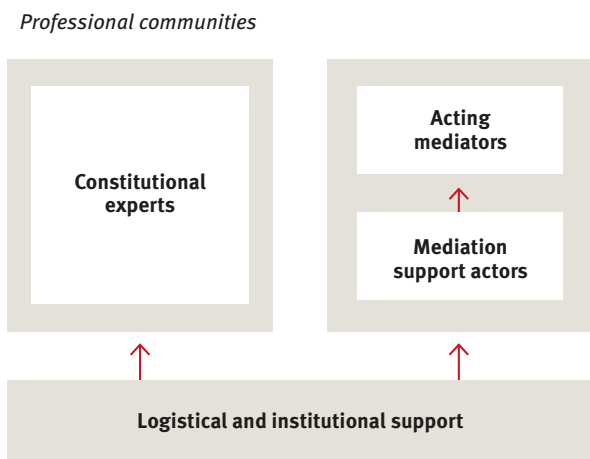 Professional communities
Constitutional
experts
Acting
mediators
Mediation
support actors
Logistical and institutional support